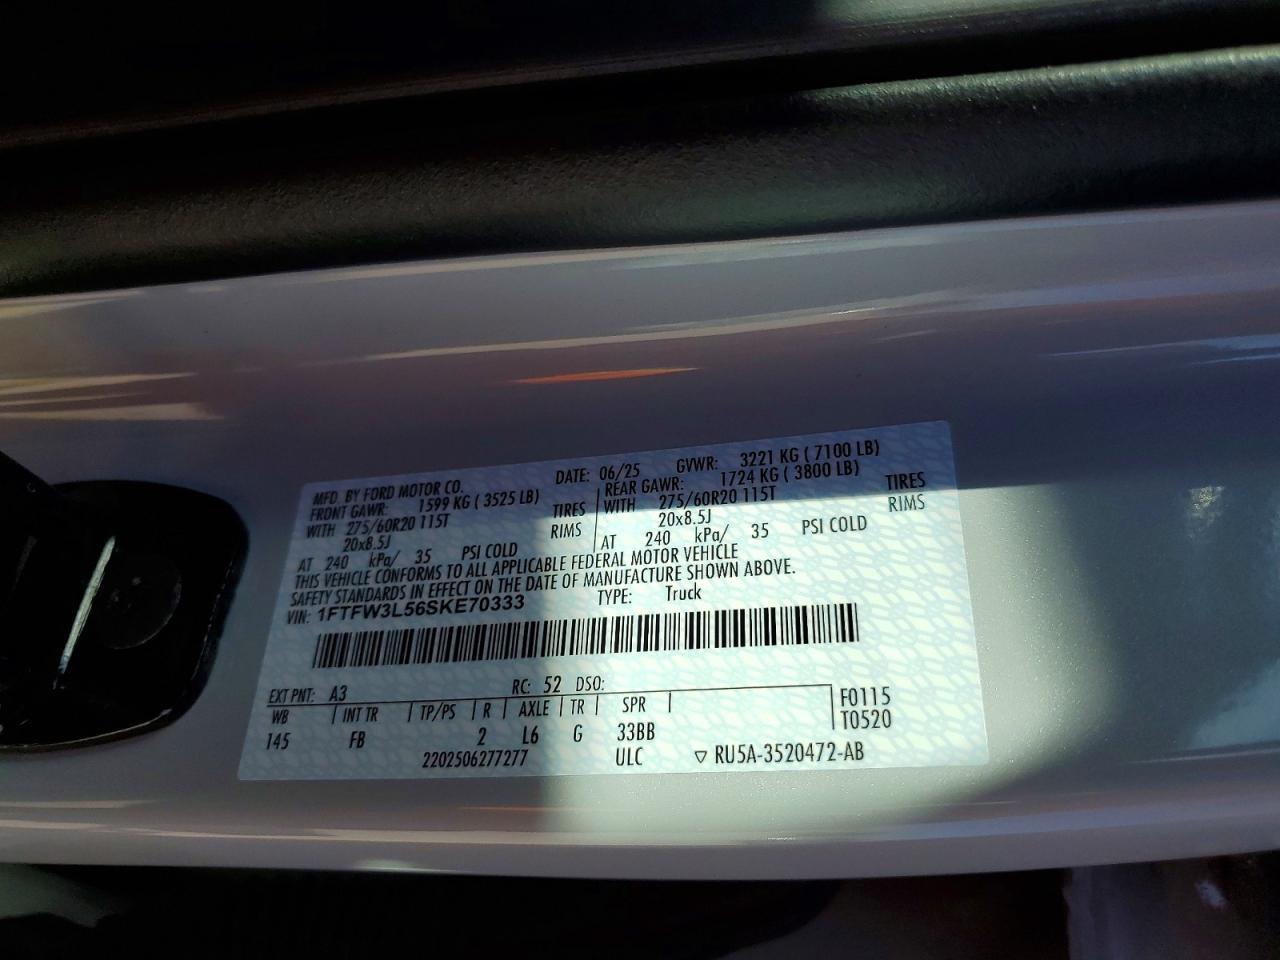 MFD. BY FORD MOTOR CO. DATE: 06/25 GVWR: 3221 KG ( 7100 LB)
FRONT GAWR: 1599 KG ( 3525 LB) REAR GAWR: 1724 KG ( 3800 LB)
WITH 275/60R20 115T TIRES WITH 275/60R20 115T TIRES
20x8.5J RIMS 20x8.5J RIMS
AT 240 kPa/ 35 PSI COLD AT 240 kPa/ 35 PSI COLD
THIS VEHICLE CONFORMS TO ALL APPLICABLE FEDERAL MOTOR VEHICLE
SAFETY STANDARDS IN EFFECT ON THE DATE OF MANUFACTURE SHOWN ABOVE.
VIN: 1FTFW3L56SKE70333 TYPE: Truck
EXT PNT: A3 RC: 52 DSO:
WB INT TR TP/PS R AXLE TR SPR F0115
145 FB 2 L6 G 33BB T0520
2202506277277 ULC ▽ RU5A-3520472-AB